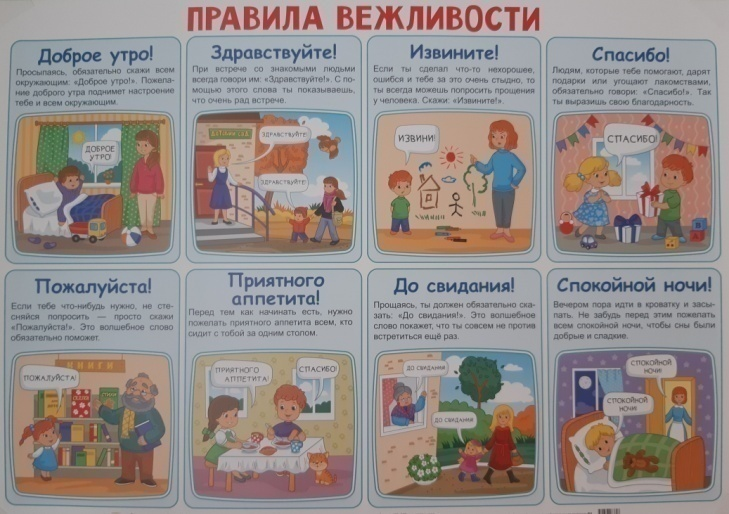 ПРАВИЛА ВЕЖЛИВОСТИ
Доброе утро!
Просыпаясь, обязательно скажи всем
окружающим: «Доброе утро!». Пожела-
ние доброго утра поднимет настроение
тебе и всем окружающим.
ДОБРОЕ
УТРО!
Здравствуйте!
При встрече со знакомыми людьми
всегда говори им: «Здравствуйте!». С по-
мощью этого слова ты показываешь,
что очень рад встрече.
ДЕТСКИЙ САД
ЗДРАВСТВУЙТЕ!
ЗДРАВСТВУЙТЕ!
Извините!
Если ты сделал что-то нехорошее,
ошибся и тебе за это очень стыдно, то
ты всегда можешь попросить прощения
у человека. Скажи: «Извините!».
ИЗВИНИ!
Спасибо!
Людям, которые тебе помогают, дарят
подарки или угощают лакомствами,
обязательно говори: «Спасибо!». Так
ты выразишь свою благодарность.
СПАСИБО!
Пожалуйста!
Если тебе что-нибудь нужно, не сте-
сняйся попросить — просто скажи
«Пожалуйста!». Это волшебное слово
обязательно поможет.
КНИГИ
ПОЖАЛУЙСТА!
Приятного
аппетита!
Перед тем как начинать есть, нужно
пожелать приятного аппетита всем, кто
сидит с тобой за одним столом.
ПРИЯТНОГО
АППЕТИТА!
СПАСИБО!
До свидания!
Прощаясь, ты должен обязательно ска-
зать: «До свидания!». Это волшебное
слово покажет, что ты совсем не против
встретиться ещё раз.
ДО СВИДАНИЯ!
ДО СВИДАНИЯ!
Спокойной ночи!
Вечером пора идти в кроватку и засы-
пать. Не забудь перед этим пожелать
всем спокойной ночи, чтобы сны были
добрые и сладкие.
СПОКОЙНОЙ
НОЧИ!
СПОКОЙНОЙ
НОЧИ!